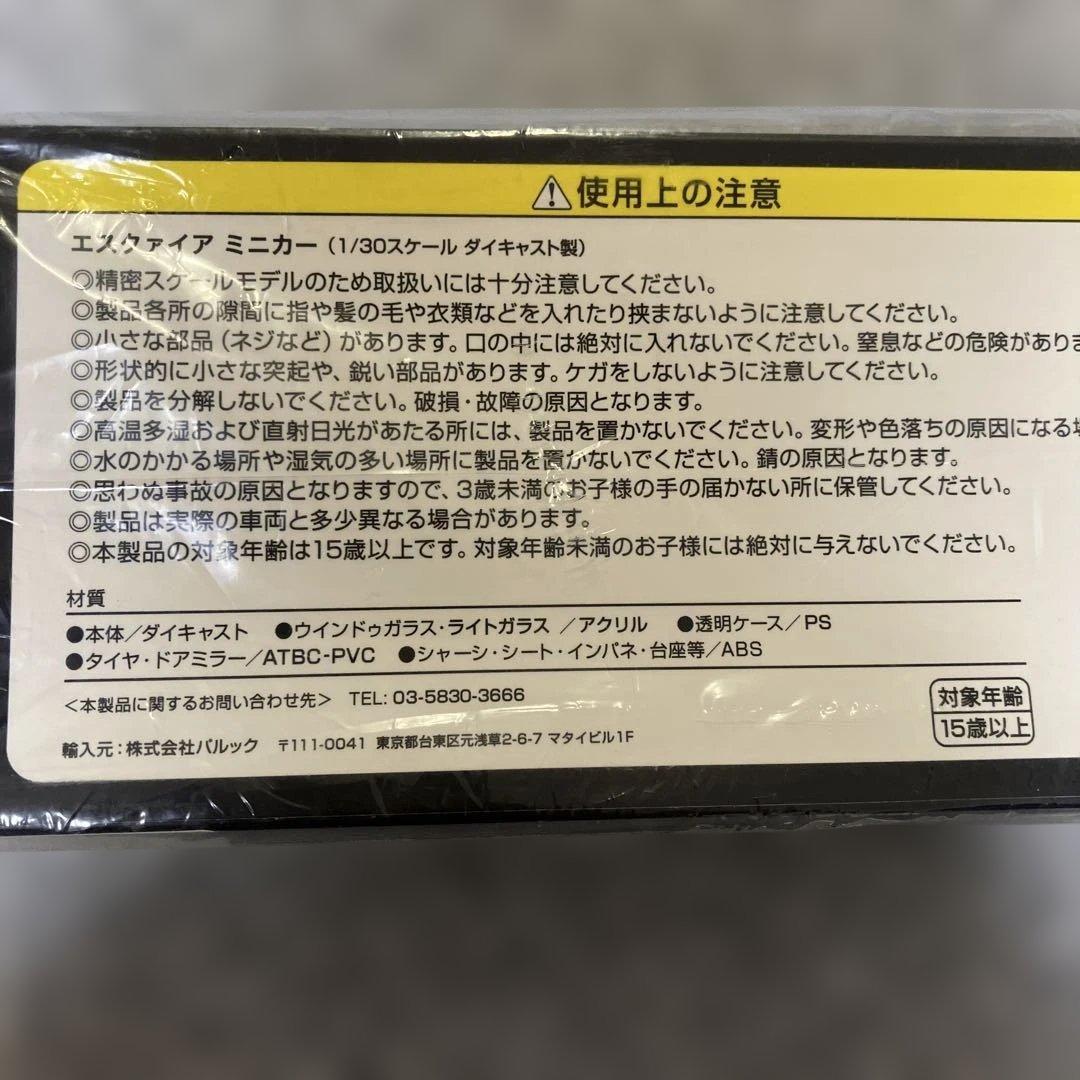 ⚠使用上の注意
エスクァイア ミニカー（1/30スケール ダイキャスト製）
◎精密スケールモデルのため取扱いには十分注意してください。
◎製品各所の隙間に指や髪の毛や衣類などを入れたり挟まないように注意してください。
◎小さな部品（ネジなど）があります。口の中には絶対に入れないでください。窒息などの危険がありま
◎形状的に小さな突起や、鋭い部品があります。ケガをしないように注意してください。
◎製品を分解しないでください。破損・故障の原因となります。
◎高温多湿および直射日光があたる所には、製品を置かないでください。変形や色落ちの原因になる場
◎水のかかる場所や湿気の多い場所に製品を置かないでください。錆の原因となります。
◎思わぬ事故の原因となりますので、3歳未満のお子様の手の届かない所に保管してください。
◎製品は実際の車両と多少異なる場合があります。
◎本製品の対象年齢は15歳以上です。対象年齢未満のお子様には絶対に与えないでください。
材質
●本体／ダイキャスト ●ウインドゥガラス・ライトガラス ／アクリル ●透明ケース／PS
●タイヤ・ドアミラー／ATBC-PVC ●シャーシ・シート・インパネ・台座等／ABS
＜本製品に関するお問い合わせ先＞ TEL: 03-5830-3666
輸入元：株式会社バルック 〒111-0041 東京都台東区元浅草2-6-7 マタイビル1F
対象年齢
15歳以上